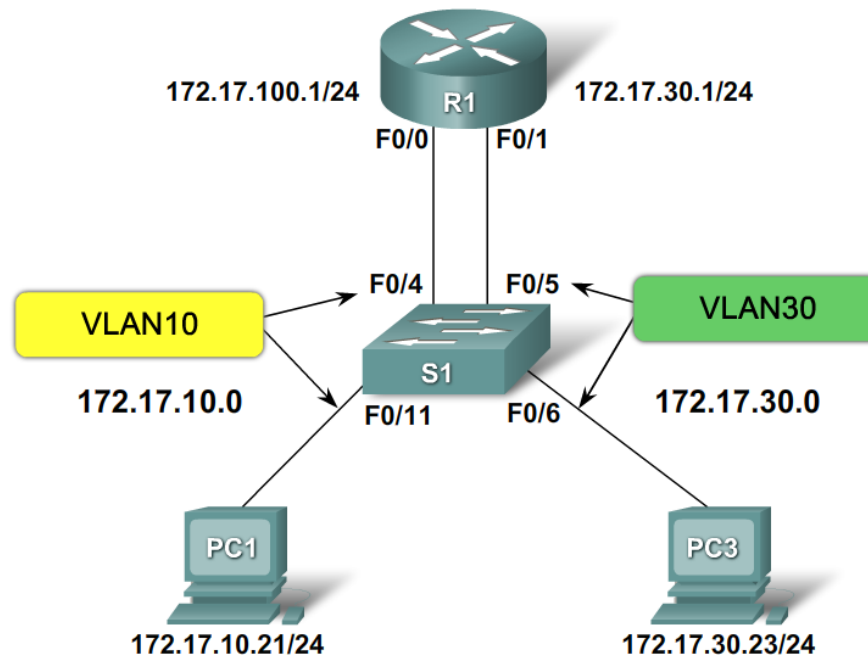 R1
172.17.100.1/24
172.17.30.1/24
F0/0
F0/1
F0/4
F0/5
VLAN10
VLAN30
S1
172.17.10.0
172.17.30.0
F0/11
F0/6
PC1
PC3
172.17.10.21/24
172.17.30.23/24